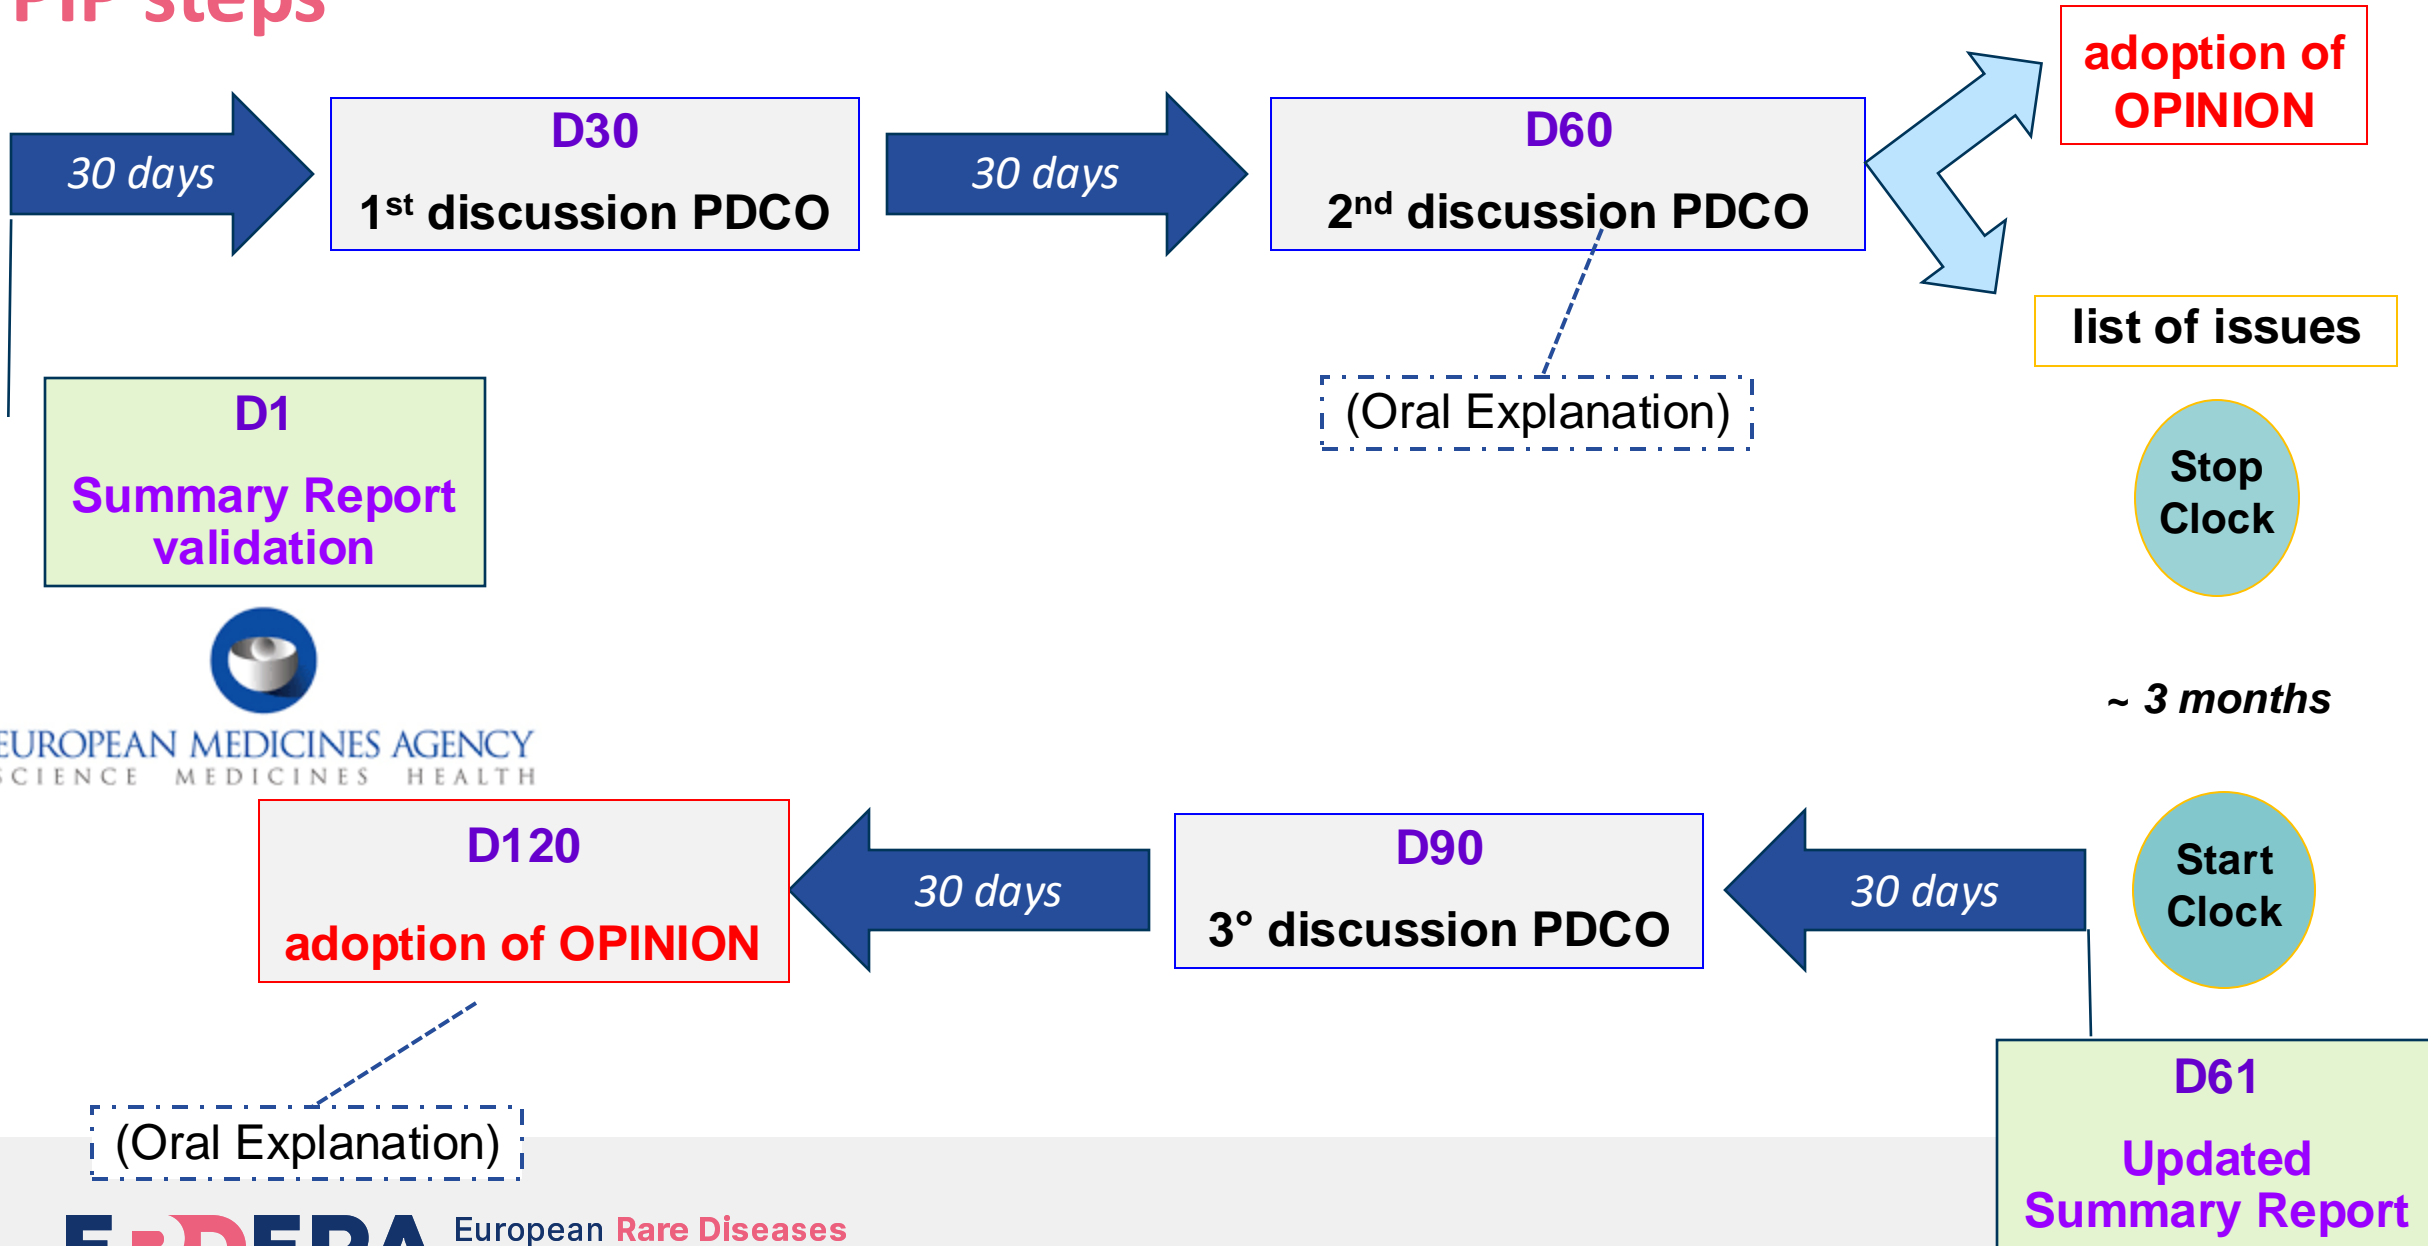 PIP steps
30 days
D30
1st discussion PDCO
30 days
D60
2nd discussion PDCO
adoption of
OPINION
list of issues
(Oral Explanation)
D1
Summary Report
validation
Stop
Clock
~ 3 months
EUROPEAN MEDICINES AGENCY
SCIENCE MEDICINES HEALTH
D120
adoption of OPINION
30 days
D90
3° discussion PDCO
30 days
Start
Clock
(Oral Explanation)
D61
Updated
Summary Report
ERDERA
European Rare Diseases